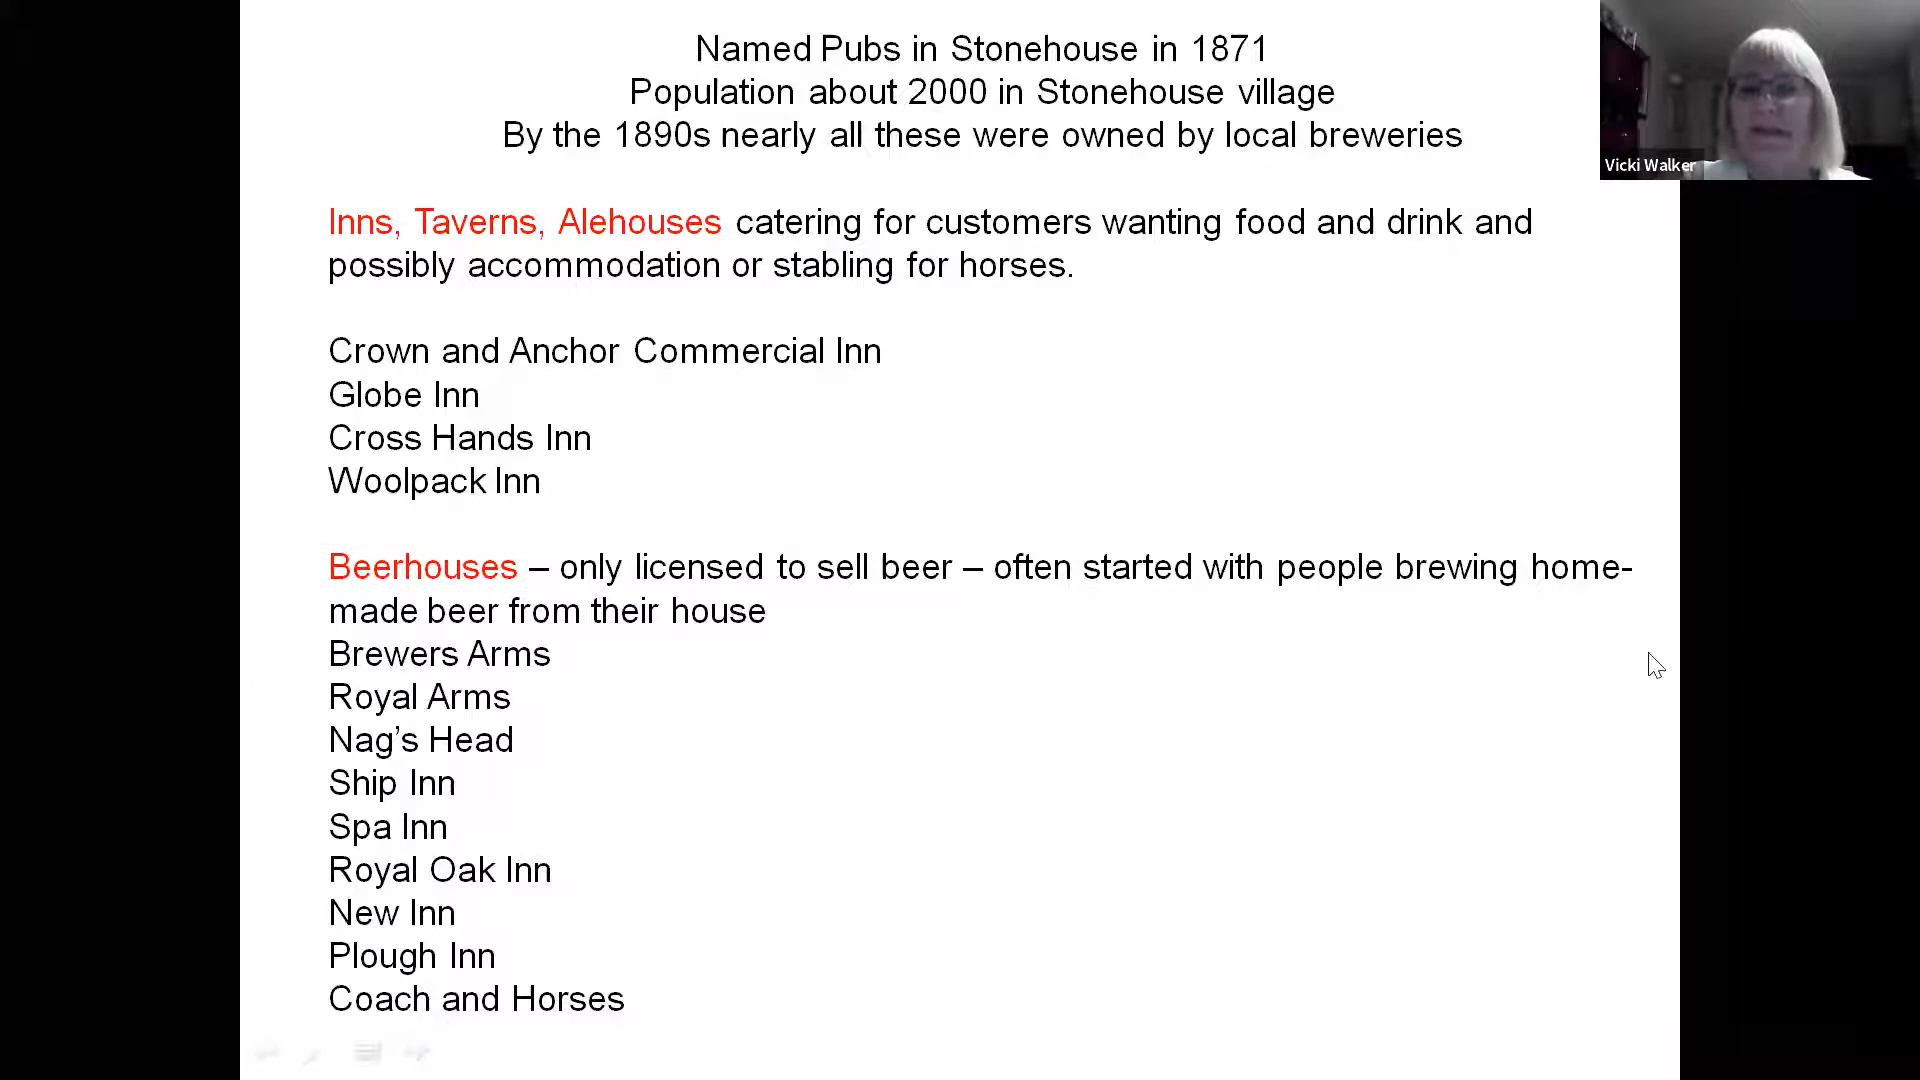 Named Pubs in Stonehouse in 1871
Population about 2000 in Stonehouse village
By the 1890s nearly all these were owned by local breweries
Vicki Walker
Inns, Taverns, Alehouses catering for customers wanting food and drink and
possibly accommodation or stabling for horses.
Crown and Anchor Commercial Inn
Globe Inn
Cross Hands Inn
Woolpack Inn
Beerhouses – only licensed to sell beer – often started with people brewing home-
made beer from their house
Brewers Arms
Royal Arms
Nag’s Head
Ship Inn
Spa Inn
Royal Oak Inn
New Inn
Plough Inn
Coach and Horses